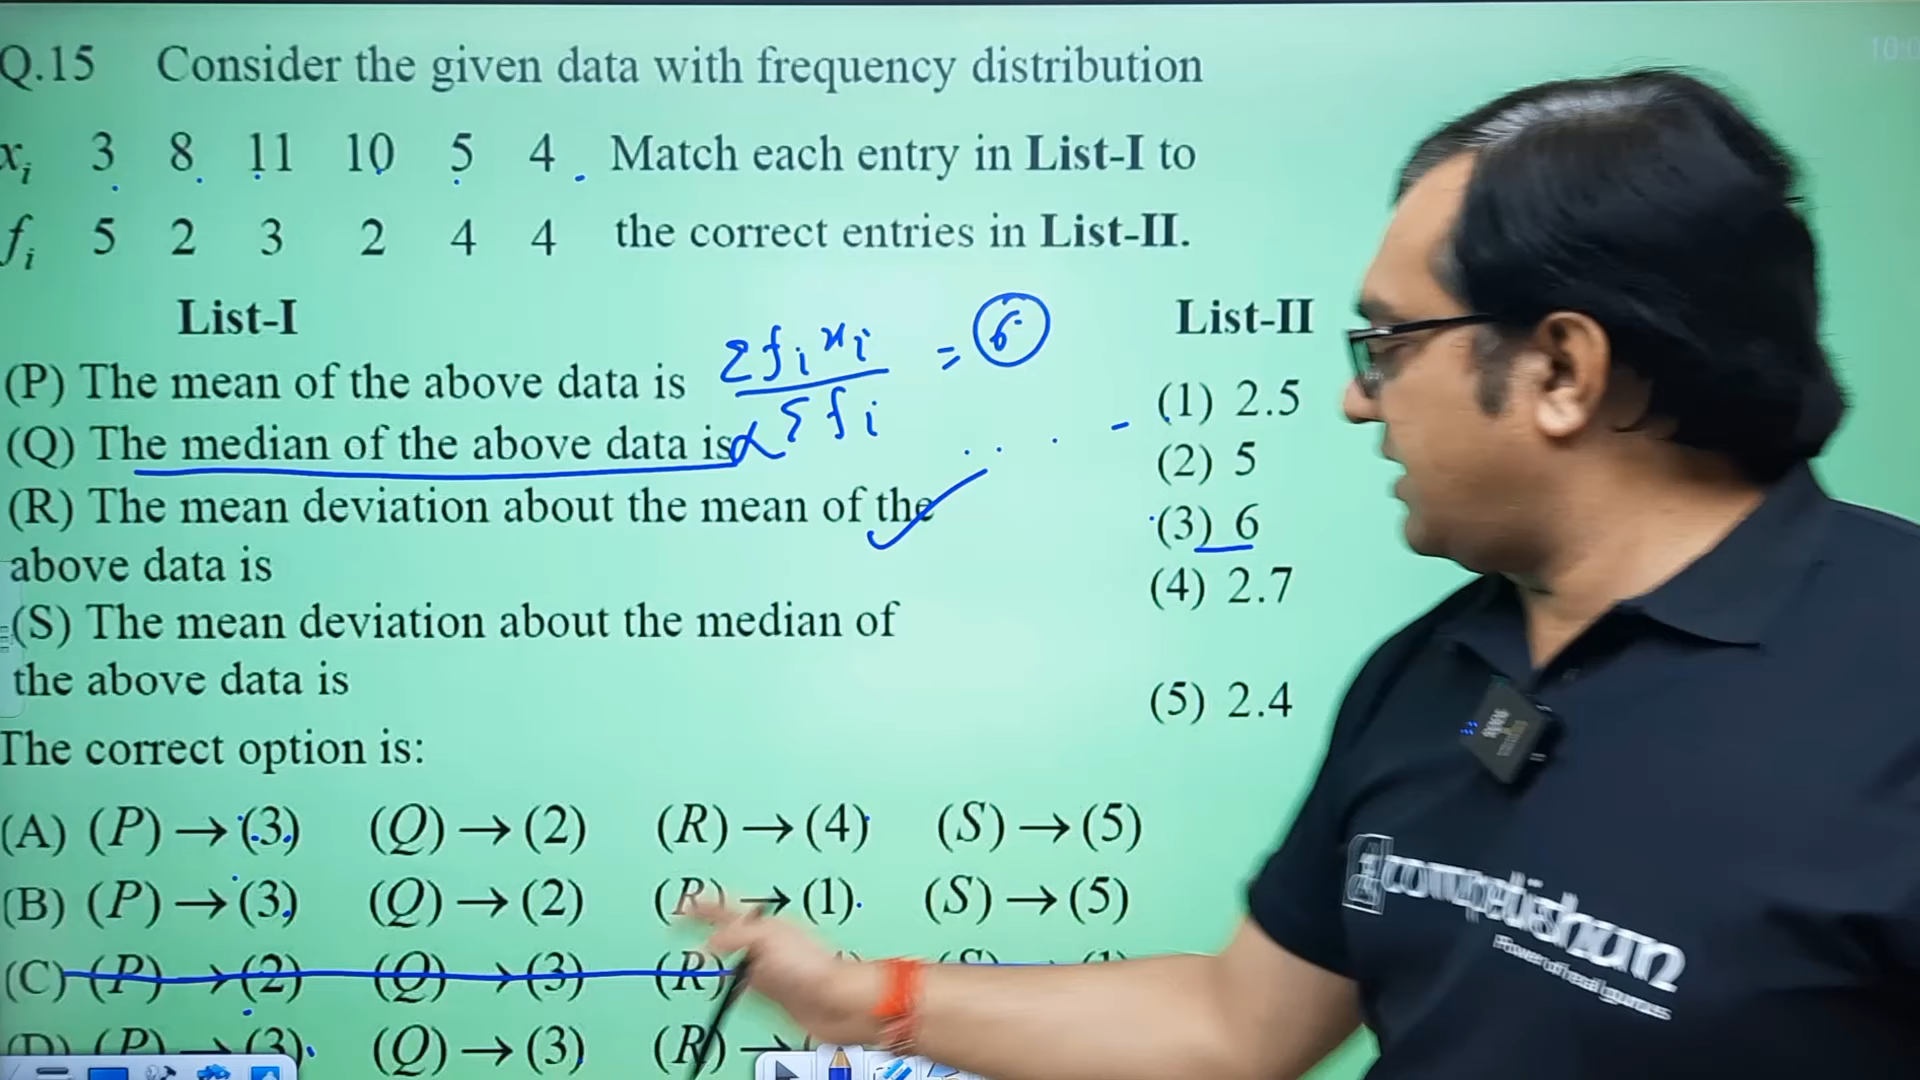 Q.15 Consider the given data with frequency distribution
xᵢ 3 8 11 10 5 4 Match each entry in List-I to
fᵢ 5 2 3 2 4 4 the correct entries in List-II.
List-I List-II
Σfᵢxᵢ / Σfᵢ = 6
(P) The mean of the above data is (1) 2.5
(Q) The median of the above data is α (2) 5
(R) The mean deviation about the mean of the (3) 6
above data is (4) 2.7
(S) The mean deviation about the median of
the above data is (5) 2.4
The correct option is:
(A) (P) → (3) (Q) → (2) (R) → (4) (S) → (5)
(B) (P) → (3) (Q) → (2) (R) → (1) (S) → (5)
(C) (P) → (2) (Q) → (3) (R) (S) → (1)
(D) (P) → (3) (Q) → (3) (R) →
competishun